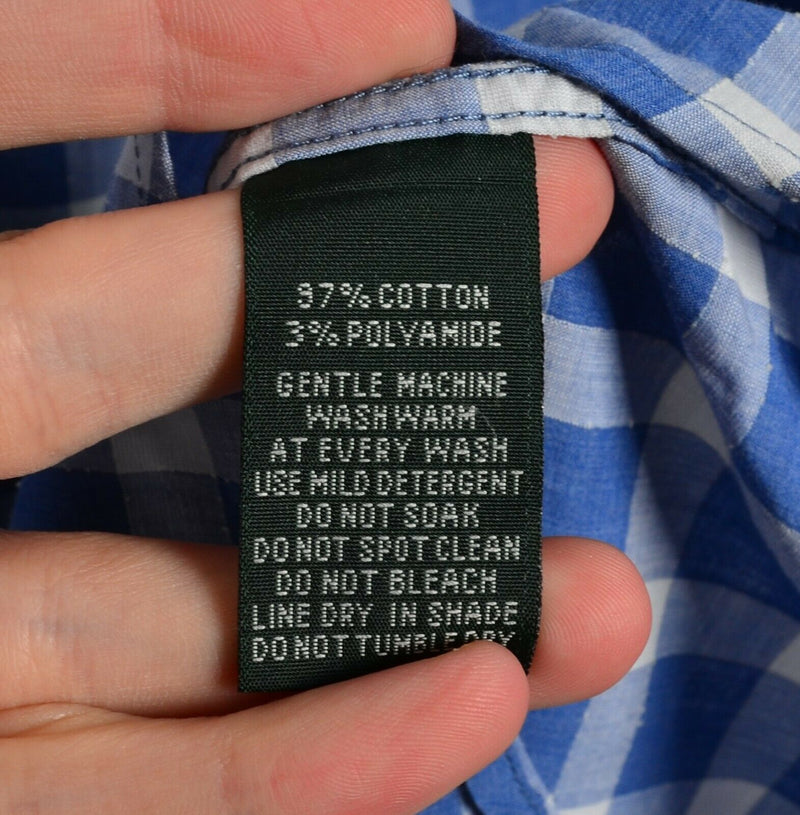 97% COTTON
3% POLYAMIDE
GENTLE MACHINE
WASH WARM
AT EVERY WASH
USE MILD DETERGENT
DO NOT SOAK
DO NOT SPOT CLEAN
DO NOT BLEACH
LINE DRY IN SHADE
DO NOT TUMBLE DRY